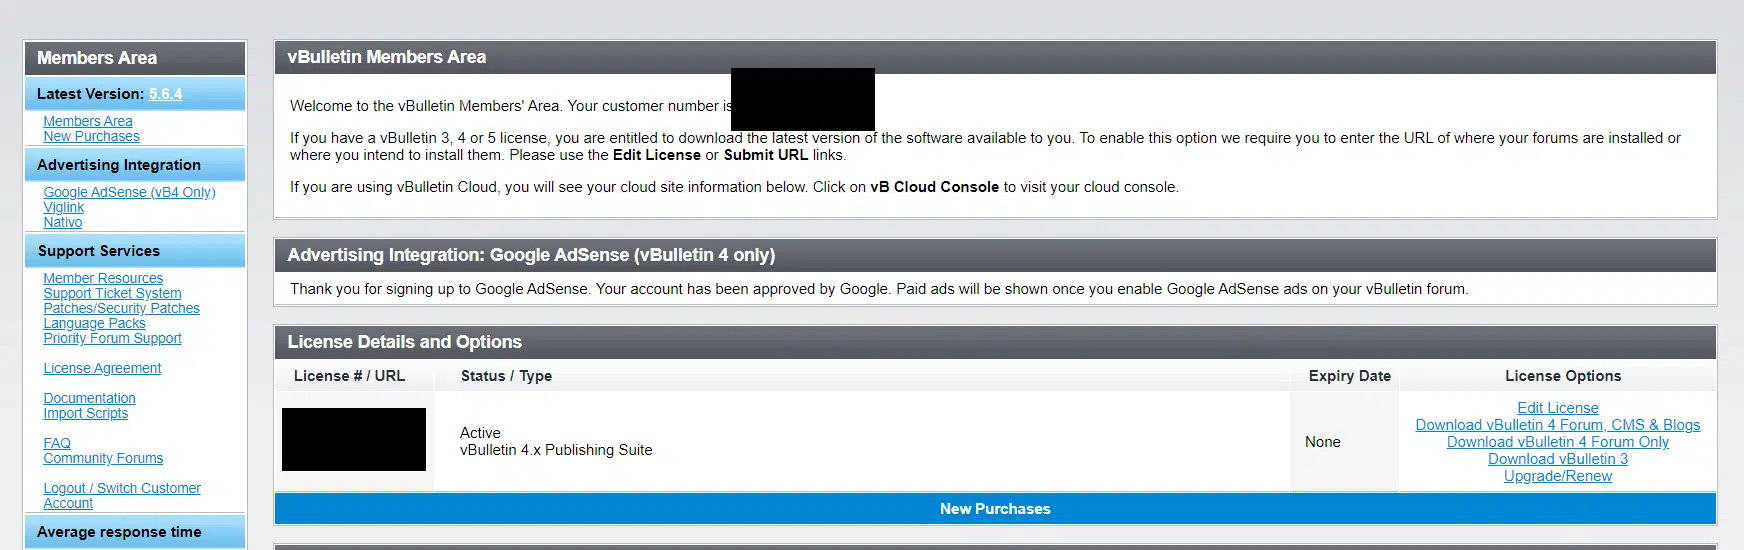 Members Area
Latest Version: 5.6.4
Members Area
New Purchases
Advertising Integration
Google AdSense (vB4 Only)
Viglink
Nativo
Support Services
Member Resources
Support Ticket System
Patches/Security Patches
Language Packs
Priority Forum Support
License Agreement
Documentation
Import Scripts
FAQ
Community Forums
Logout / Switch Customer
Account
Average response time
vBulletin Members Area
Welcome to the vBulletin Members' Area. Your customer number is
If you have a vBulletin 3, 4 or 5 license, you are entitled to download the latest version of the software available to you. To enable this option we require you to enter the URL of where your forums are installed or
where you intend to install them. Please use the Edit License or Submit URL links.
If you are using vBulletin Cloud, you will see your cloud site information below. Click on vB Cloud Console to visit your cloud console.
Advertising Integration: Google AdSense (vBulletin 4 only)
Thank you for signing up to Google AdSense. Your account has been approved by Google. Paid ads will be shown once you enable Google AdSense ads on your vBulletin forum.
License Details and Options
License # / URL Status / Type Expiry Date License Options
Active
vBulletin 4.x Publishing Suite
None
Edit License
Download vBulletin 4 Forum, CMS & Blogs
Download vBulletin 4 Forum Only
Download vBulletin 3
Upgrade/Renew
New Purchases